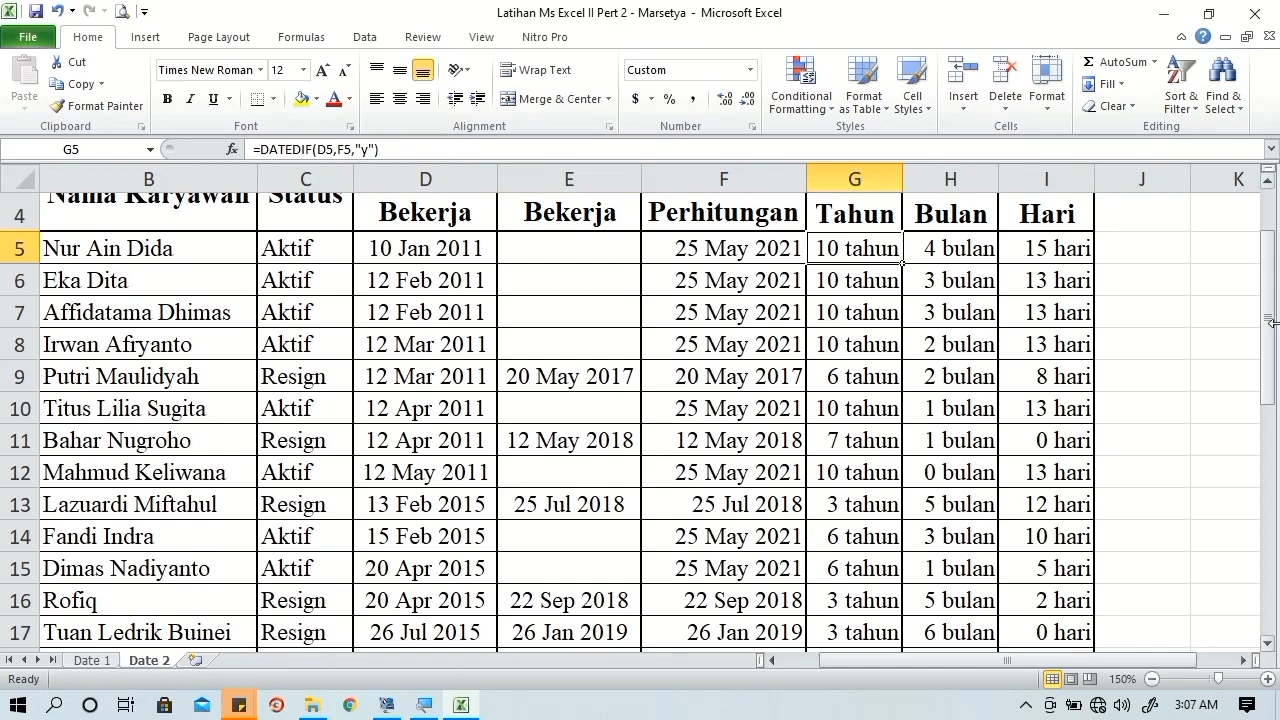 Latihan Ms Excel II Pert 2 - Marsetya - Microsoft Excel
File Home Insert Page Layout Formulas Data Review View Nitro Pro
Paste Cut Copy Format Painter
Times New Roman 12
B I U A
Wrap Text
Merge & Center
Custom
$ % ,
Conditional Formatting Format as Table Cell Styles
Insert Delete Format
Σ AutoSum Fill Clear
Sort & Filter Find & Select
Clipboard Font Alignment Number Styles Cells Editing
G5 fx =DATEDIF(D5,F5,"y")
B C D E F G H I J K
4 Nama Karyawan Status Bekerja Bekerja Perhitungan Tahun Bulan Hari
5 Nur Ain Dida Aktif 10 Jan 2011 25 May 2021 10 tahun 4 bulan 15 hari
6 Eka Dita Aktif 12 Feb 2011 25 May 2021 10 tahun 3 bulan 13 hari
7 Affidatama Dhimas Aktif 12 Feb 2011 25 May 2021 10 tahun 3 bulan 13 hari
8 Irwan Afryanto Aktif 12 Mar 2011 25 May 2021 10 tahun 2 bulan 13 hari
9 Putri Maulidyah Resign 12 Mar 2011 20 May 2017 20 May 2017 6 tahun 2 bulan 8 hari
10 Titus Lilia Sugita Aktif 12 Apr 2011 25 May 2021 10 tahun 1 bulan 13 hari
11 Bahar Nugroho Resign 12 Apr 2011 12 May 2018 12 May 2018 7 tahun 1 bulan 0 hari
12 Mahmud Keliwana Aktif 12 May 2011 25 May 2021 10 tahun 0 bulan 13 hari
13 Lazuardi Miftahul Resign 13 Feb 2015 25 Jul 2018 25 Jul 2018 3 tahun 5 bulan 12 hari
14 Fandi Indra Aktif 15 Feb 2015 25 May 2021 6 tahun 3 bulan 10 hari
15 Dimas Nadiyanto Aktif 20 Apr 2015 25 May 2021 6 tahun 1 bulan 5 hari
16 Rofiq Resign 20 Apr 2015 22 Sep 2018 22 Sep 2018 3 tahun 5 bulan 2 hari
17 Tuan Ledrik Buinei Resign 26 Jul 2015 26 Jan 2019 26 Jan 2019 3 tahun 6 bulan 0 hari
Date 1 Date 2
Ready 150%
3:07 AM